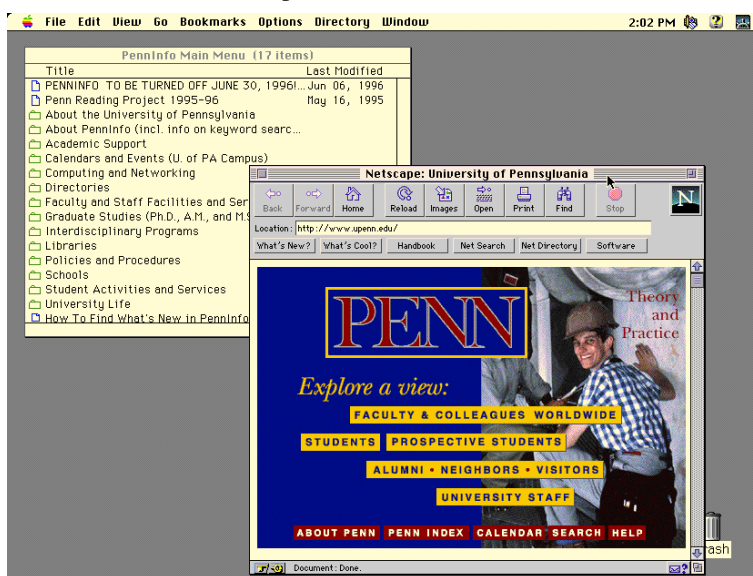 File Edit View Go Bookmarks Options Directory Window 2:02 PM
PennInfo Main Menu (17 items)
Title Last Modified
PENNINFO TO BE TURNED OFF JUNE 30, 1996!... Jun 06, 1996
Penn Reading Project 1995-96 May 16, 1995
About the University of Pennsylvania
About PennInfo (incl. info on keyword searc...
Academic Support
Calendars and Events (U. of PA Campus)
Computing and Networking
Directories
Faculty and Staff Facilities and Ser
Graduate Studies (Ph.D., A.M., and M.S
Interdisciplinary Programs
Libraries
Policies and Procedures
Schools
Student Activities and Services
University Life
How To Find What's New in PennInfo
Netscape: University of Pennsylvania
Back Forward Home Reload Images Open Print Find Stop
N
Location: http://www.upenn.edu/
What's New? What's Cool? Handbook Net Search Net Directory Software
PENN
Theory
and
Practice
Explore a view:
FACULTY & COLLEAGUES WORLDWIDE
STUDENTS PROSPECTIVE STUDENTS
ALUMNI • NEIGHBORS • VISITORS
UNIVERSITY STAFF
ABOUT PENN PENN INDEX CALENDAR SEARCH HELP
Document: Done.
rash